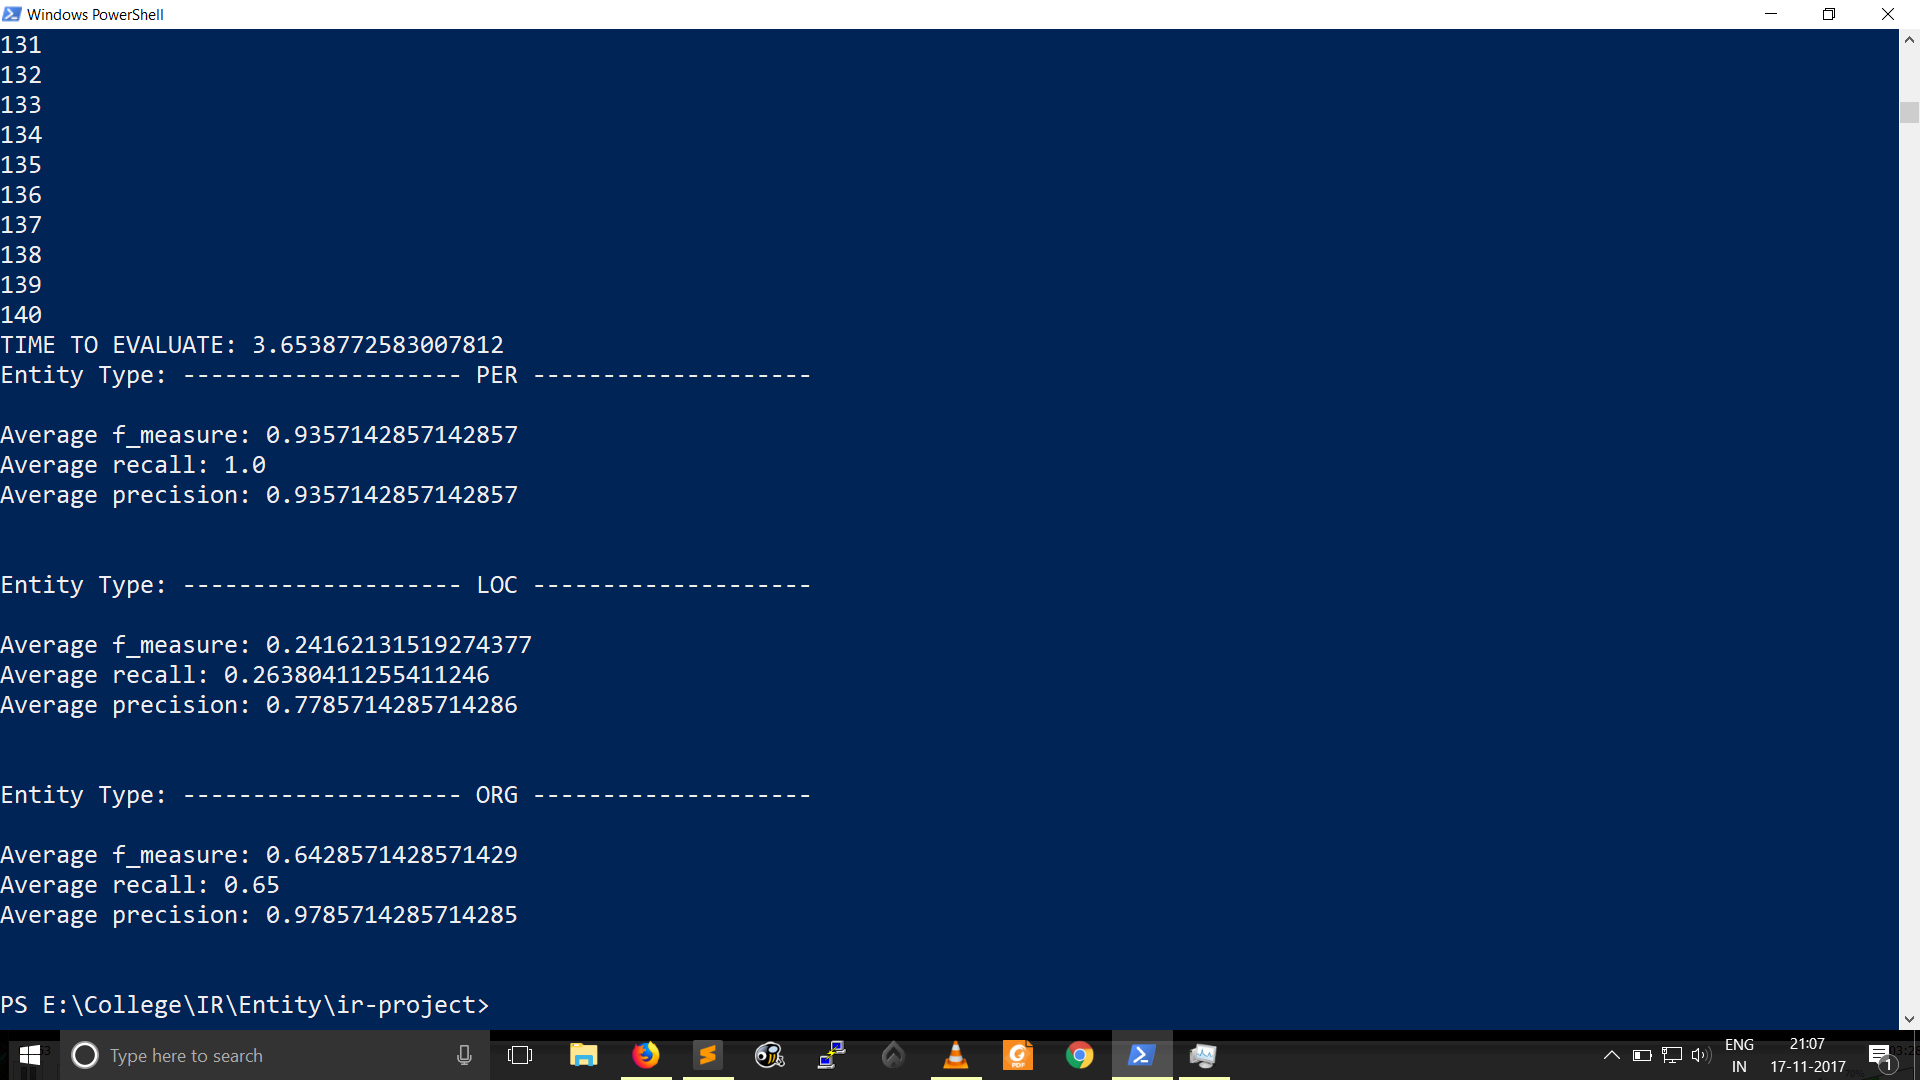 Windows PowerShell
131
132
133
134
135
136
137
138
139
140
TIME TO EVALUATE: 3.6538772583007812
Entity Type: -------------------- PER --------------------
Average f_measure: 0.9357142857142857
Average recall: 1.0
Average precision: 0.9357142857142857
Entity Type: -------------------- LOC --------------------
Average f_measure: 0.24162131519274377
Average recall: 0.26380411255411246
Average precision: 0.7785714285714286
Entity Type: -------------------- ORG --------------------
Average f_measure: 0.6428571428571429
Average recall: 0.65
Average precision: 0.9785714285714285
PS E:\College\IR\Entity\ir-project>
Type here to search
PDF
ENG
IN
21:07
17-11-2017
1